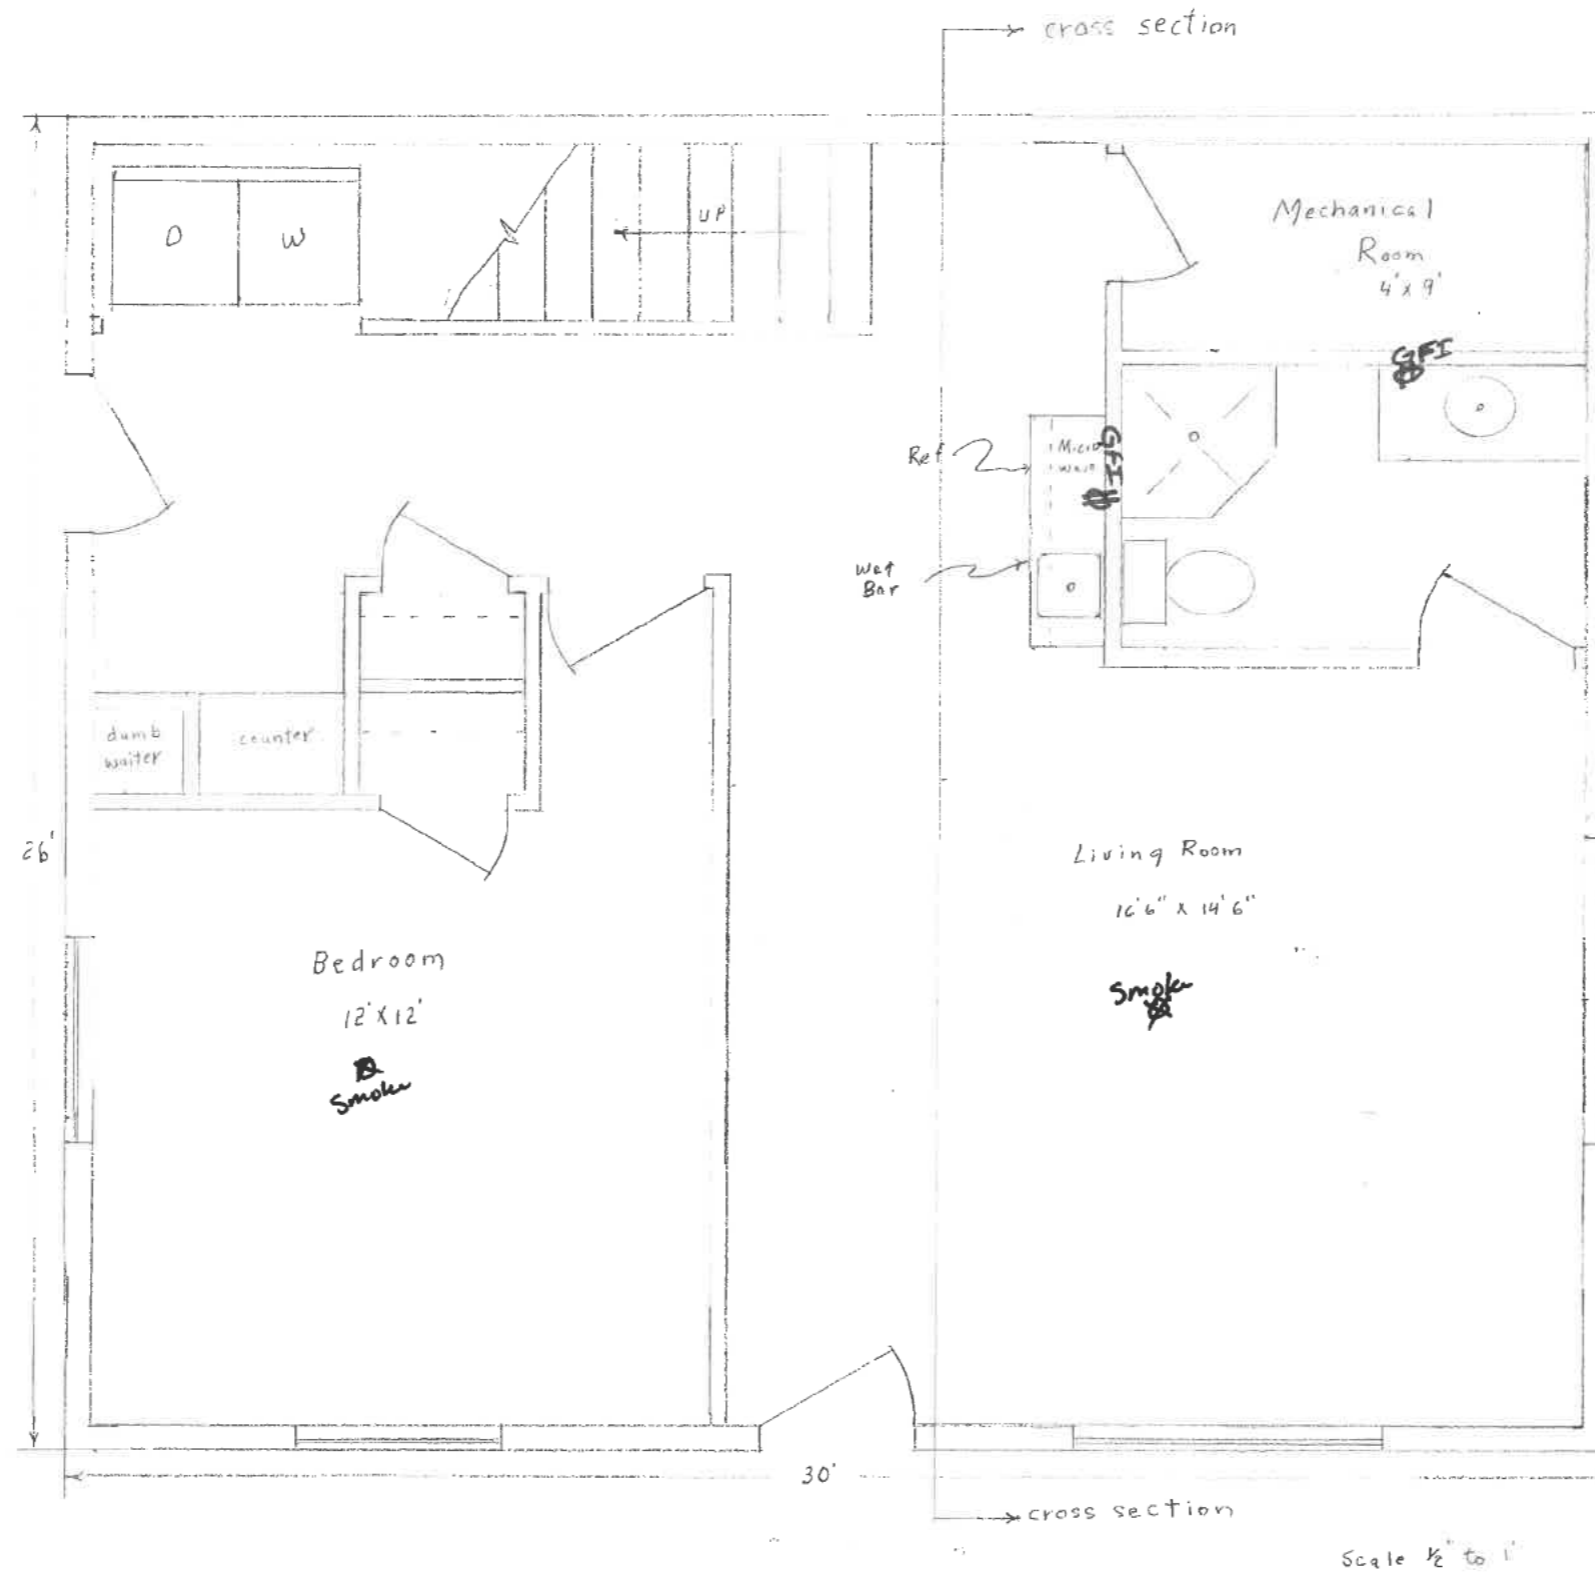 cross section
UP
D
W
Mechanical
Room
4' x 9'
GFI
Ref
Micro
wave
GFI
Wet
Bar
dumb
waiter
counter
26'
Living Room
16'6" x 14'6"
Bedroom
12' x 12'
Smoke
Smoke
30'
cross section
Scale ½" to 1'